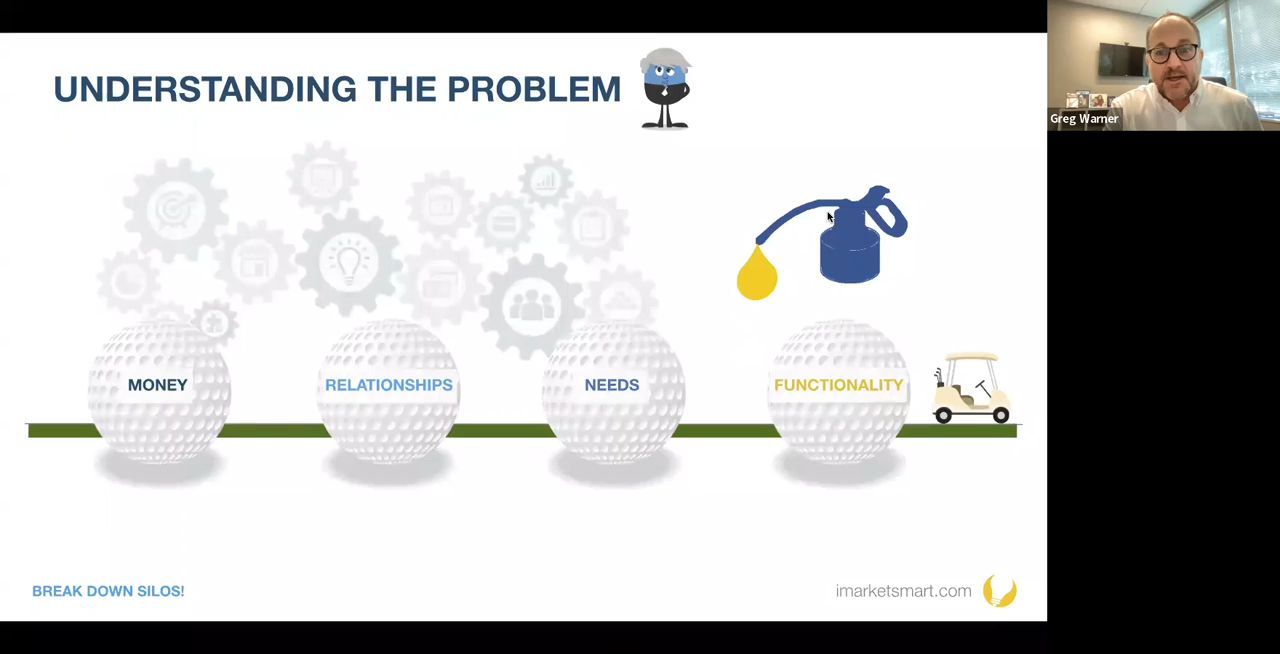 UNDERSTANDING THE PROBLEM
Greg Warner
MONEY
RELATIONSHIPS
NEEDS
FUNCTIONALITY
BREAK DOWN SILOS!
imarketsmart.com